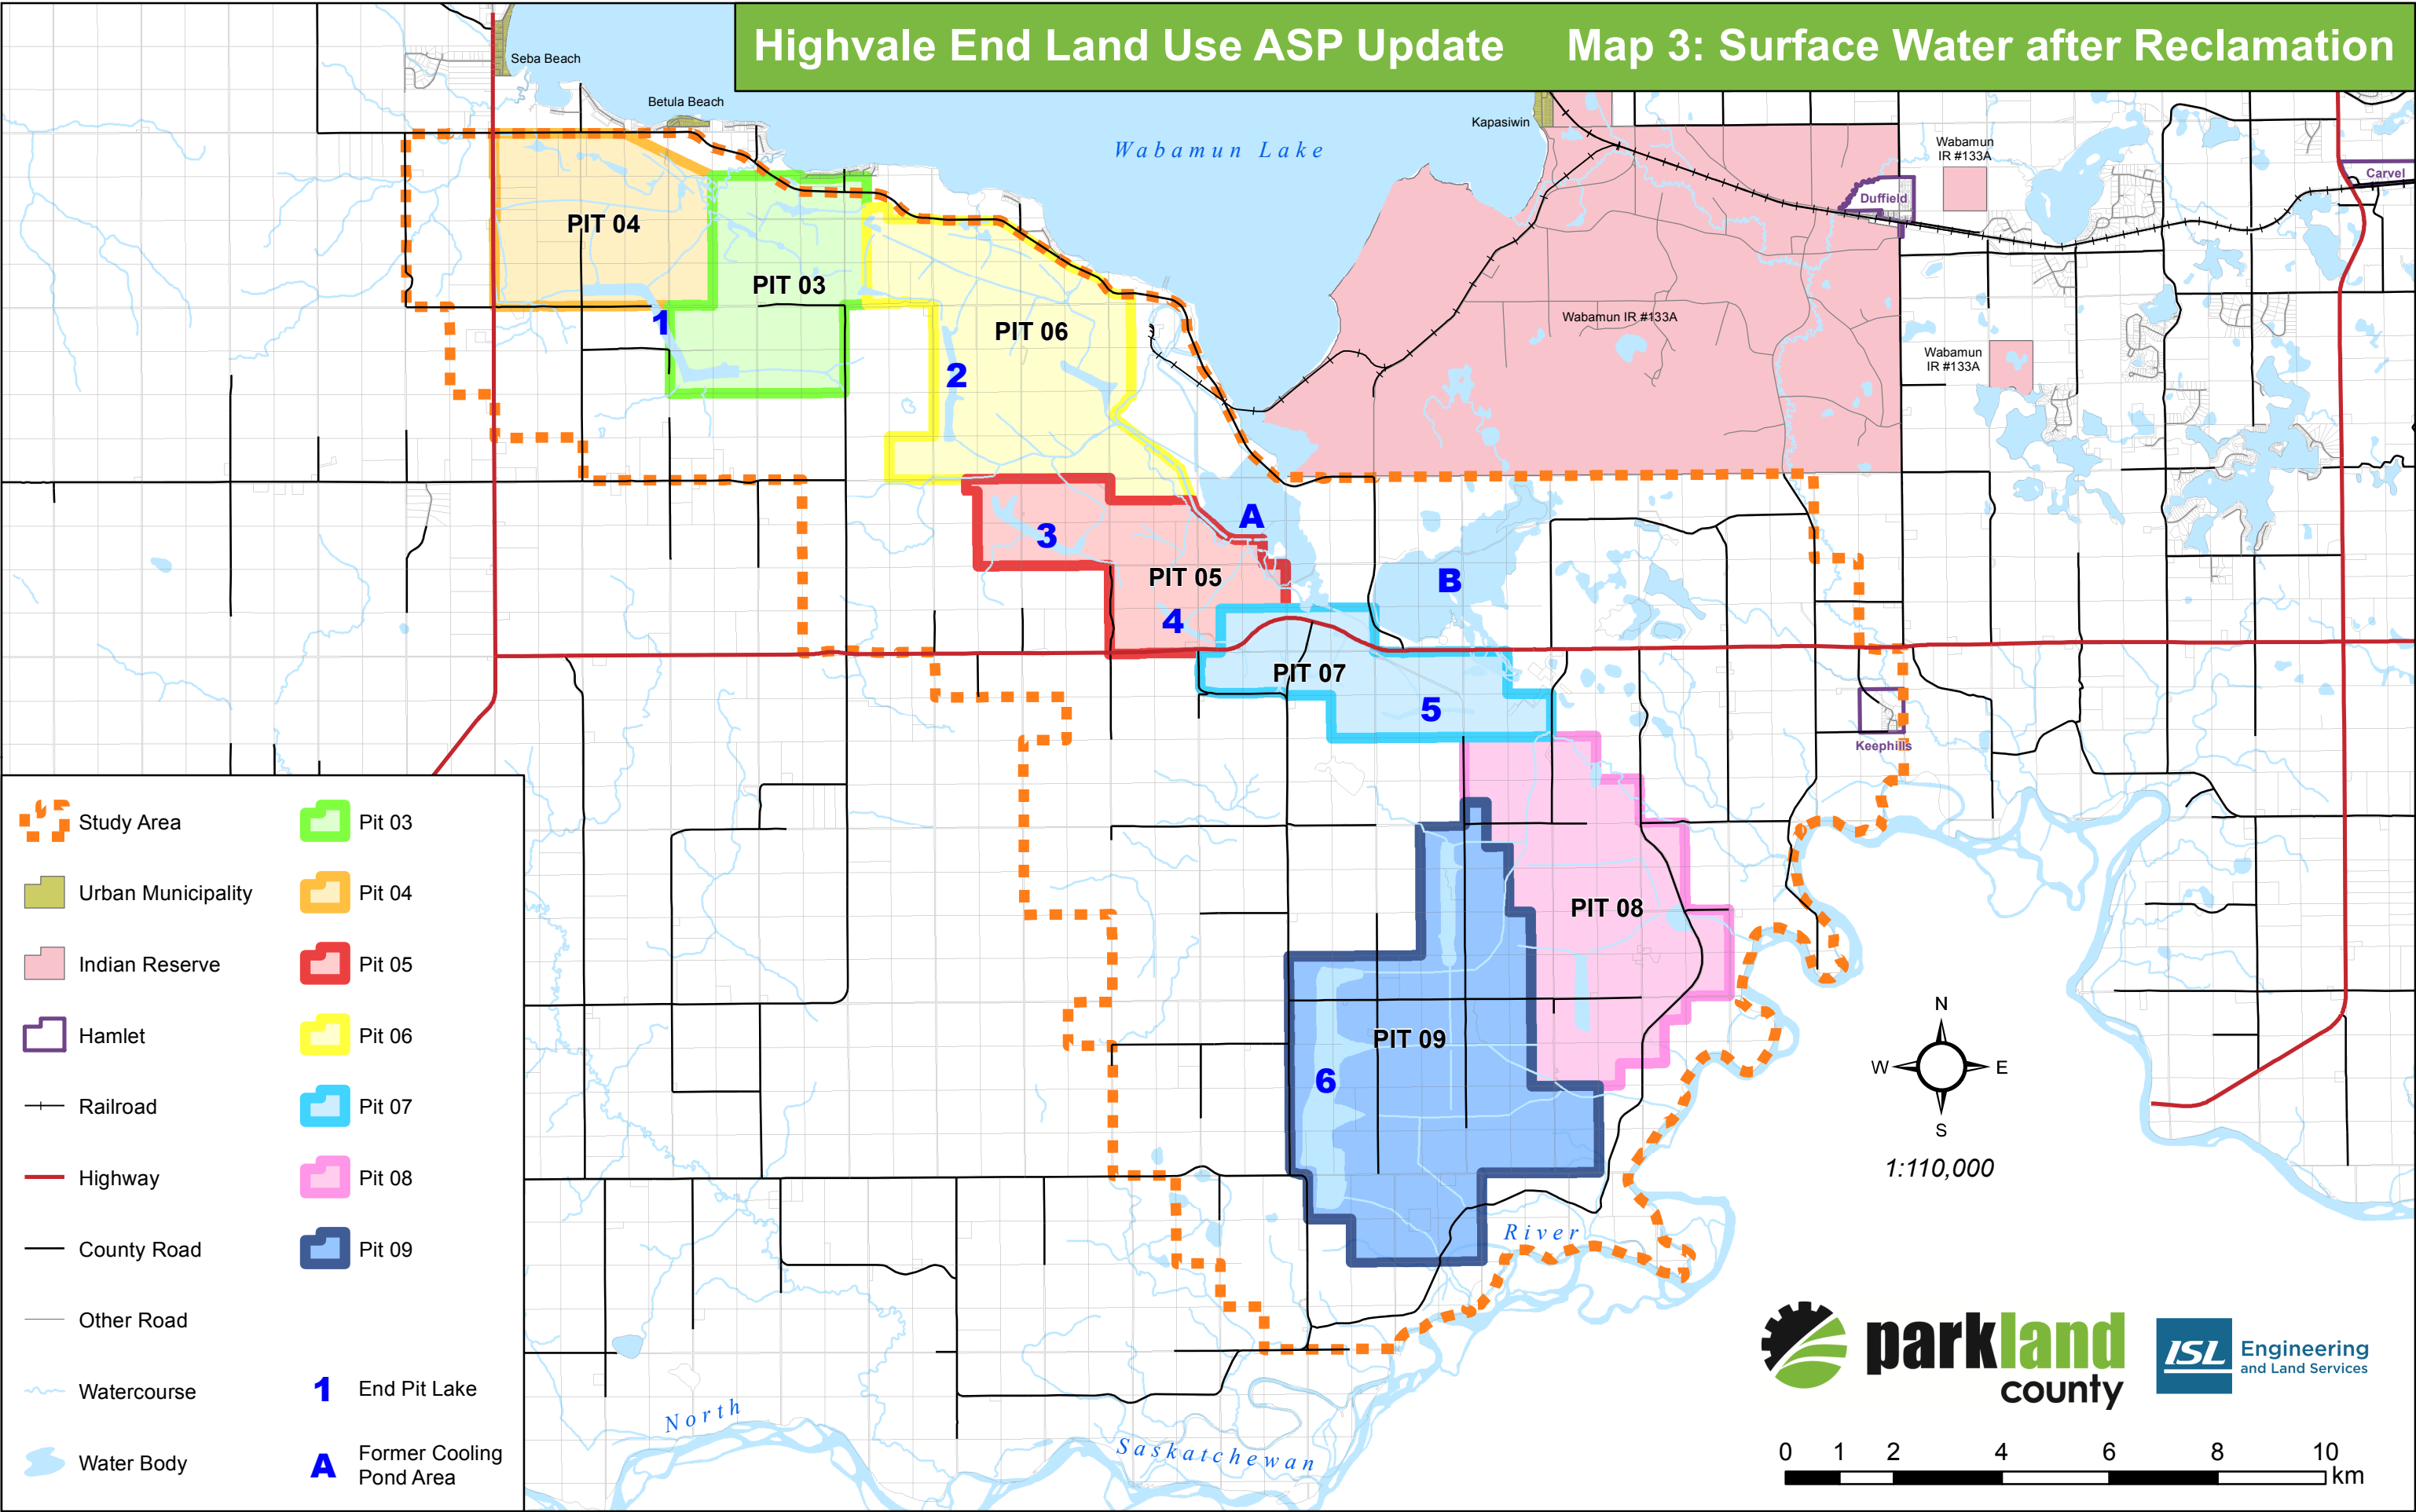 Highvale End Land Use ASP Update Map 3: Surface Water after Reclamation
Seba Beach
Betula Beach
Kapasiwin
Wabamun Lake
Wabamun
IR #133A
Duffield
Carvel
PIT 04
PIT 03
PIT 06
Wabamun IR #133A
Wabamun
IR #133A
1
2
A
3
PIT 05
B
4
PIT 07
5
Keephills
PIT 08
PIT 09
6
River
North
Saskatchewan
Study Area
Urban Municipality
Indian Reserve
Hamlet
Railroad
Highway
County Road
Other Road
Watercourse
Water Body
Pit 03
Pit 04
Pit 05
Pit 06
Pit 07
Pit 08
Pit 09
1 End Pit Lake
A Former Cooling
Pond Area
N
W E
S
1:110,000
parkland
county
ISL Engineering
and Land Services
0 1 2 4 6 8 10
km